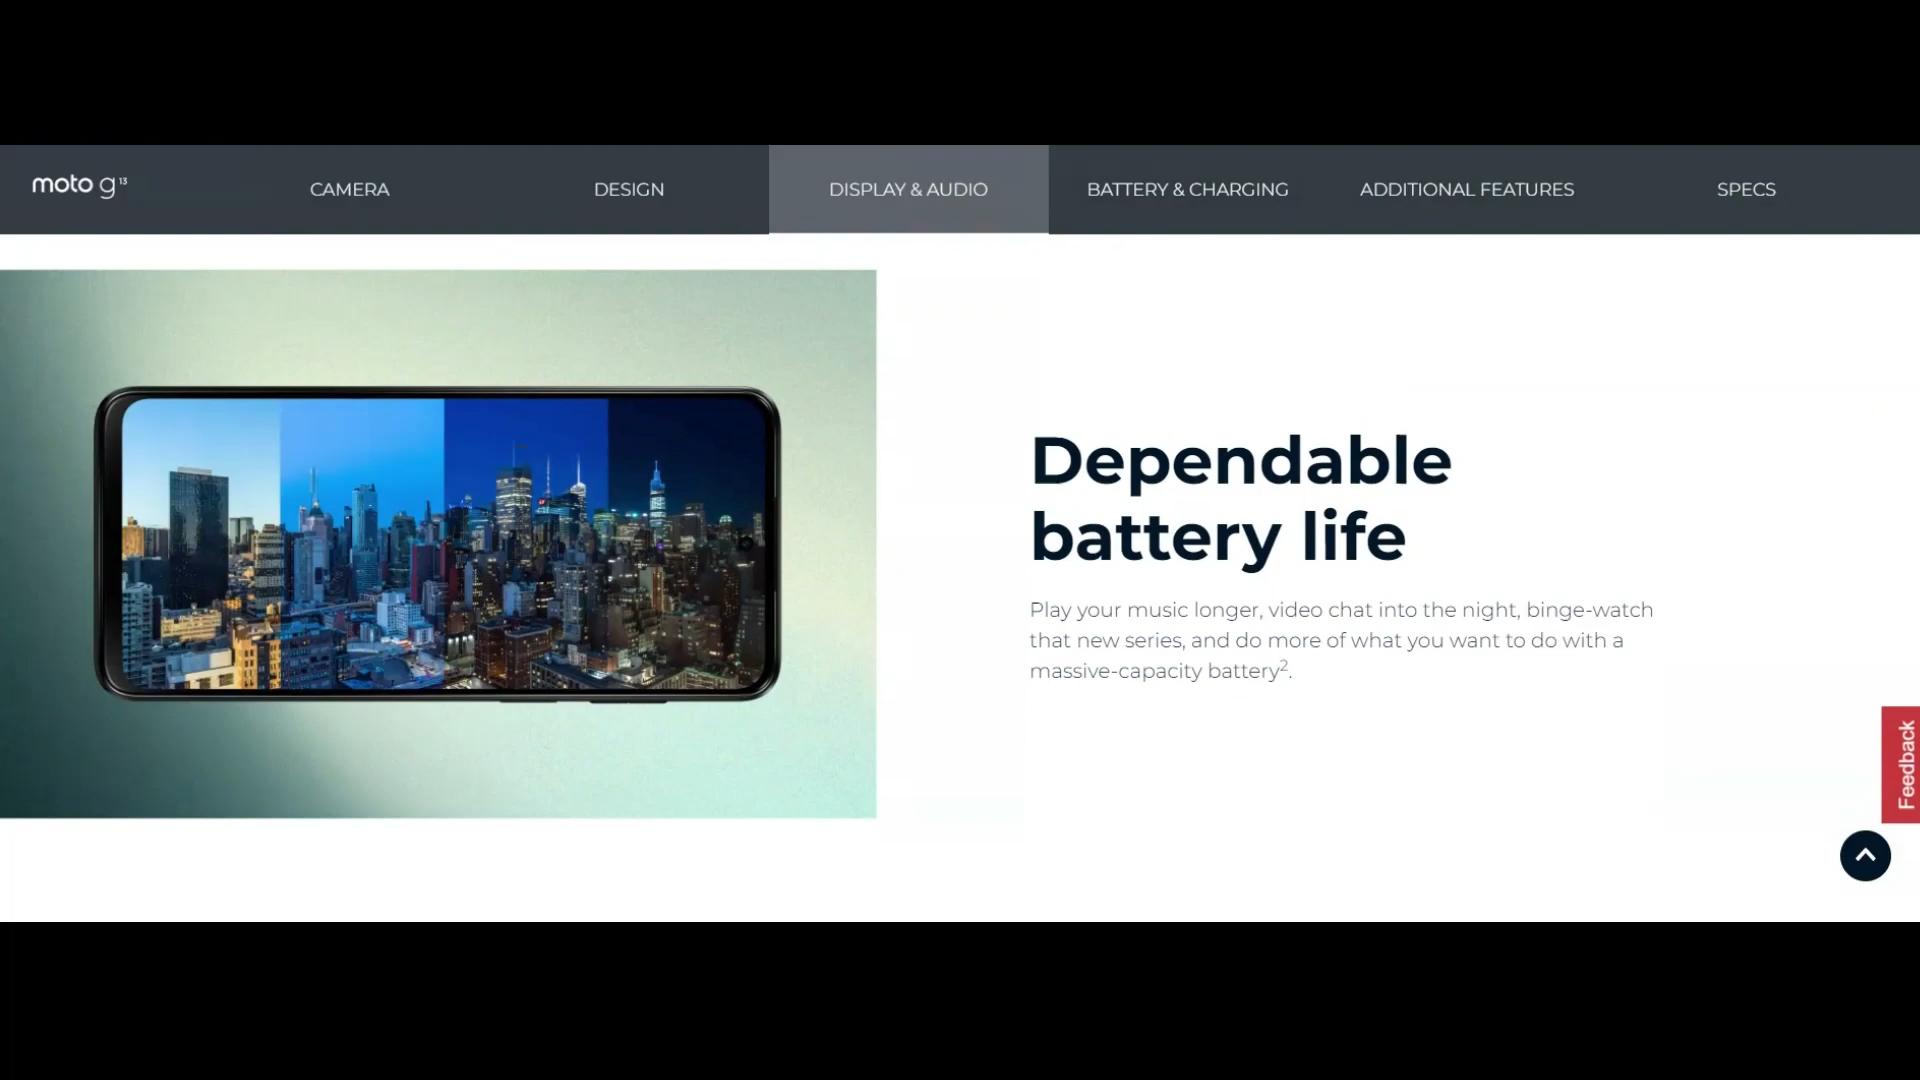 moto g13
CAMERA
DESIGN
DISPLAY & AUDIO
BATTERY & CHARGING
ADDITIONAL FEATURES
SPECS
Dependable
battery life
Play your music longer, video chat into the night, binge-watch
that new series, and do more of what you want to do with a
massive-capacity battery².
Feedback